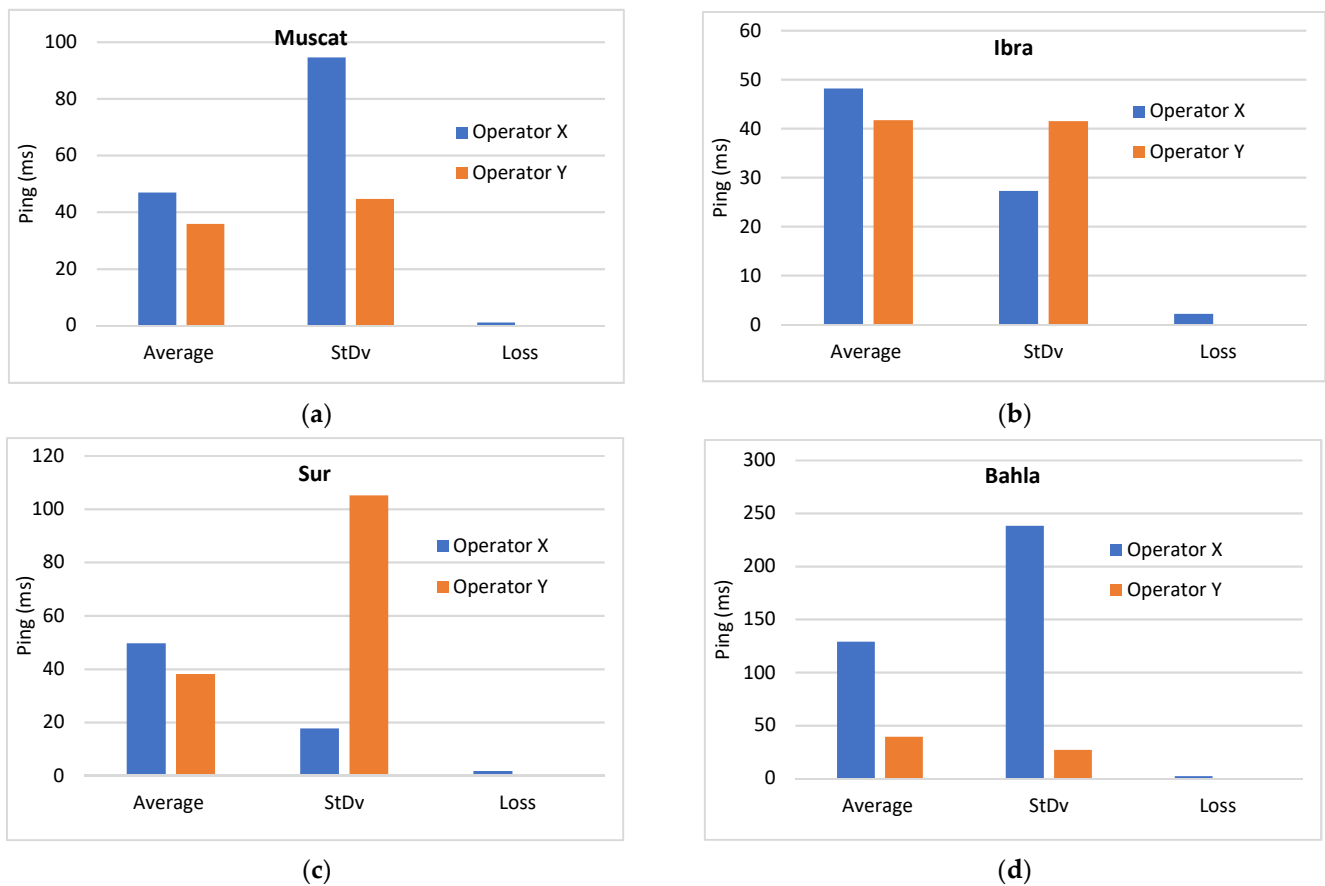 Muscat
100
80
60
40
20
0
Ping (ms)
Operator X
Operator Y
Average StDv Loss
(a)
Ibra
60
50
40
30
20
10
0
Ping (ms)
Operator X
Operator Y
Average StDv Loss
(b)
Sur
120
100
80
60
40
20
0
Ping (ms)
Operator X
Operator Y
Average StDv Loss
(c)
Bahla
300
250
200
150
100
50
0
Ping (ms)
Operator X
Operator Y
Average StDv Loss
(d)